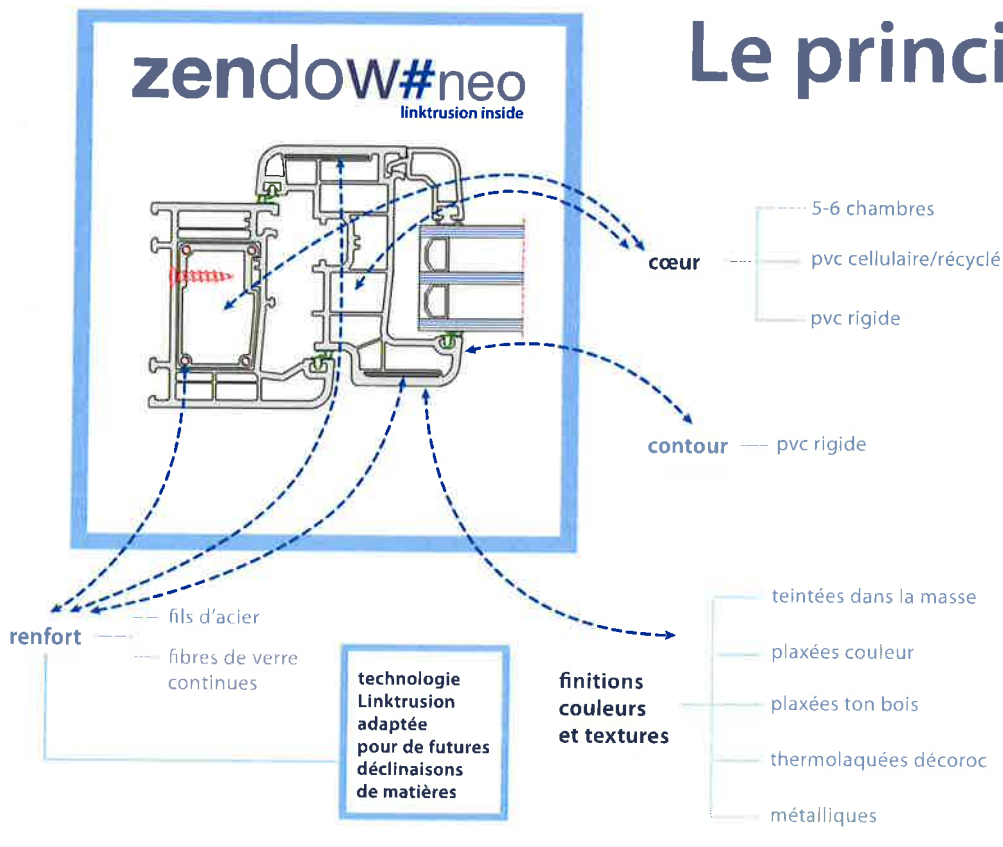 zendow#neo
linktrusion inside
Le princi
cœur
5-6 chambres
pvc cellulaire/récyclé
pvc rigide
contour
pvc rigide
renfort
fils d'acier
fibres de verre
continues
technologie
Linktrusion
adaptée
pour de futures
déclinaisons
de matières
finitions
couleurs
et textures
teintées dans la masse
plaxées couleur
plaxées ton bois
thermolaquées décoroc
métalliques